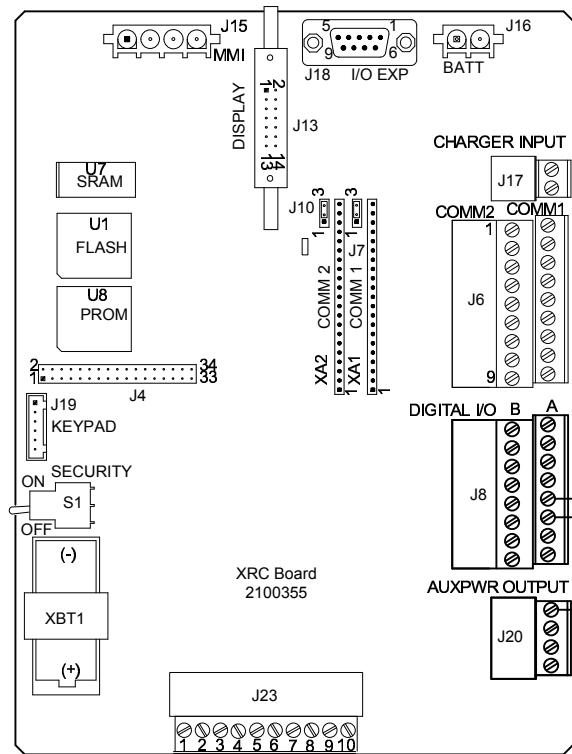 J15
MMI
5
1
9
6
J18
I/O EXP
J16
BATT
DISPLAY
1
2
13
14
J13
CHARGER INPUT
J17
U7
SRAM
U1
FLASH
U8
PROM
J10
3
1
3
1
J7
COMM 2
COMM 1
XA2
1
XA1
1
COMM2
COMM1
1
J6
9
2
1
34
33
J4
J19
KEYPAD
DIGITAL I/O
B
A
J8
SECURITY
ON
S1
OFF
(-)
XBT1
(+)
XRC Board
2100355
AUXPWR OUTPUT
J20
J23
1 2 3 4 5 6 7 8 9 10